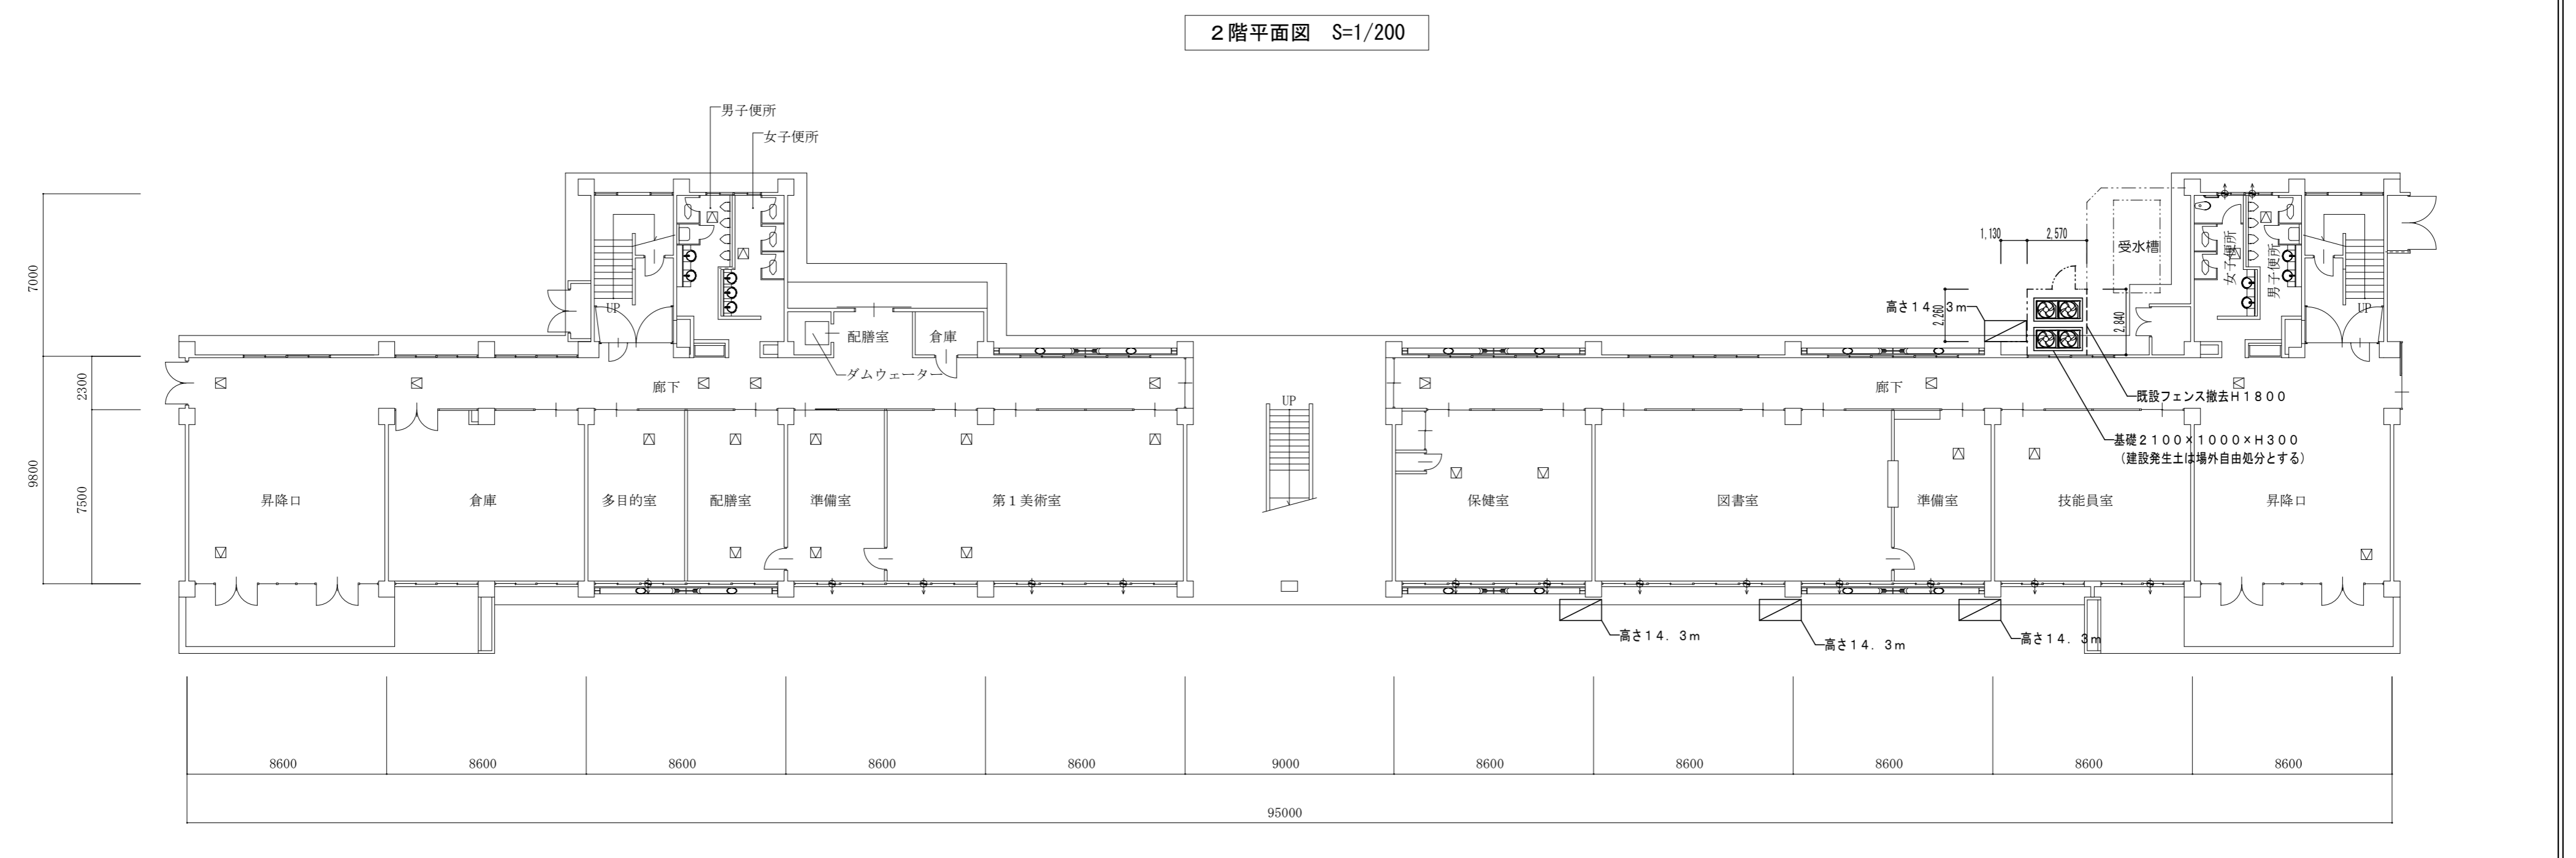 ２階平面図　S=1/200
男子便所
女子便所
7000
2300
9800
7500
UP
配膳室
倉庫
ダムウェーター
廊下
昇降口
倉庫
多目的室
配膳室
準備室
第１美術室
UP
1,130
2,570
受水槽
高さ１４．３ｍ
2,260
2,840
女子便所
男子便所
UP
廊下
既設フェンス撤去Ｈ１８００
基礎２１００×１０００×Ｈ３００
（建設発生土は場外自由処分とする）
保健室
図書室
準備室
技能員室
昇降口
高さ１４．３ｍ
高さ１４．３ｍ
高さ１４．３ｍ
8600
8600
8600
8600
8600
9000
8600
8600
8600
8600
8600
95000